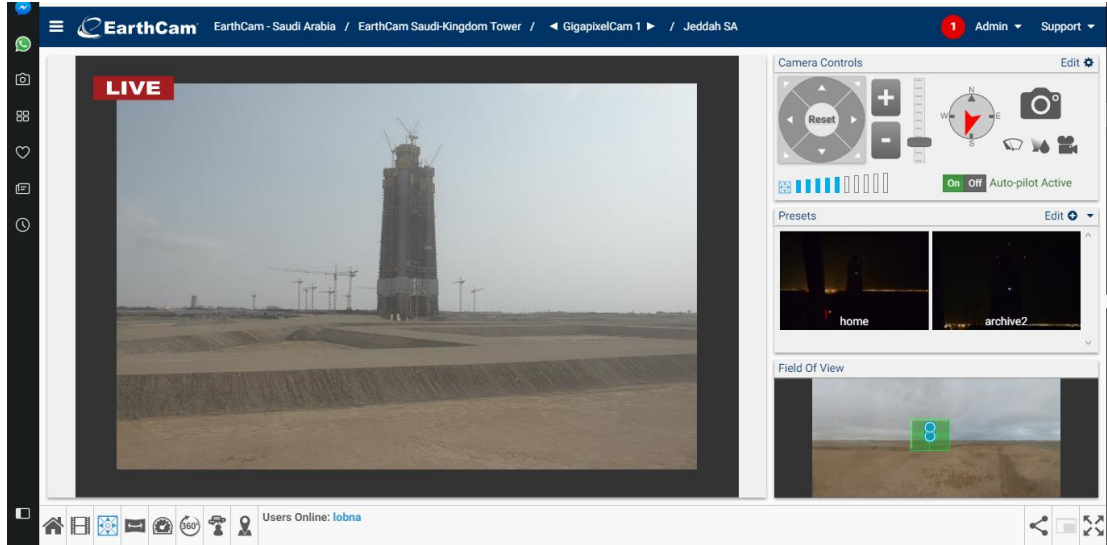 EarthCam
EarthCam - Saudi Arabia / EarthCam Saudi-Kingdom Tower / ◄ GigapixelCam 1 ► / Jeddah SA
1 Admin Support
LIVE
Camera Controls Edit
Reset
+
-
N
W E
S
On Off Auto-pilot Active
Presets Edit
home archive2
Field Of View
8
360°
Users Online: lobna